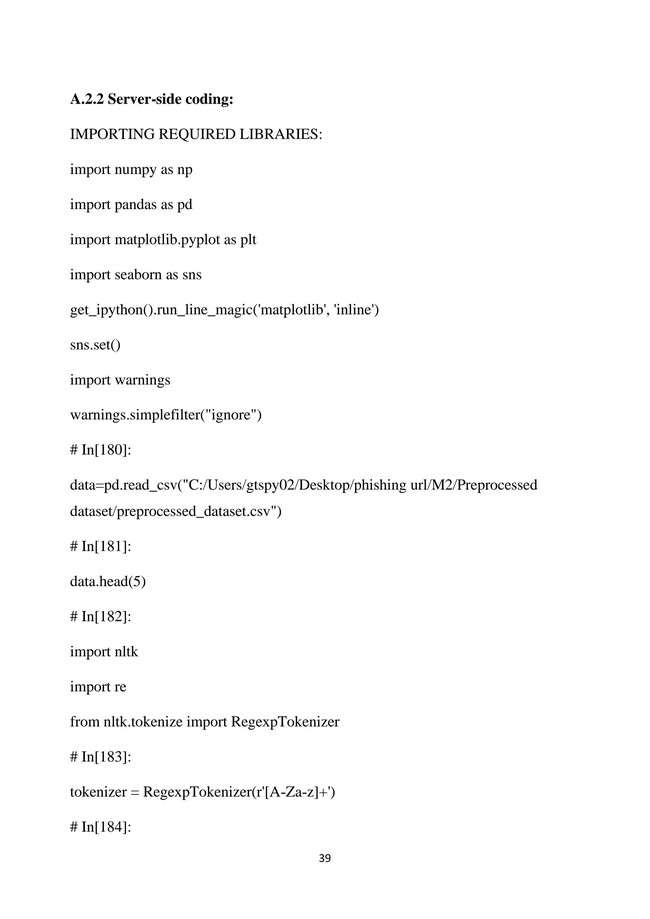 A.2.2 Server-side coding:
IMPORTING REQUIRED LIBRARIES:
import numpy as np
import pandas as pd
import matplotlib.pyplot as plt
import seaborn as sns
get_ipython().run_line_magic('matplotlib', 'inline')
sns.set()
import warnings
warnings.simplefilter("ignore")
# In[180]:
data=pd.read_csv("C:/Users/gtspy02/Desktop/phishing url/M2/Preprocessed
dataset/preprocessed_dataset.csv")
# In[181]:
data.head(5)
# In[182]:
import nltk
import re
from nltk.tokenize import RegexpTokenizer
# In[183]:
tokenizer = RegexpTokenizer(r'[A-Za-z]+')
# In[184]:
39